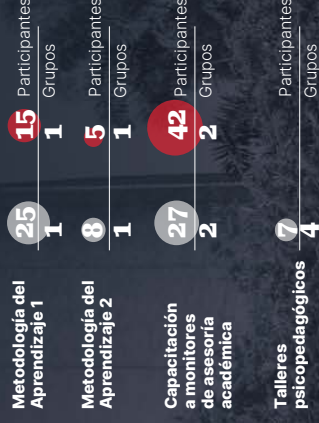 Metodología del
Aprendizaje 1
25
1
15
1
Participantes
Grupos
Metodología del
Aprendizaje 2
8
1
5
1
Participantes
Grupos
Capacitación
a monitores
de asesoría
académica
27
2
42
2
Participantes
Grupos
Talleres
psicopedagógicos
7
4
Participantes
Grupos